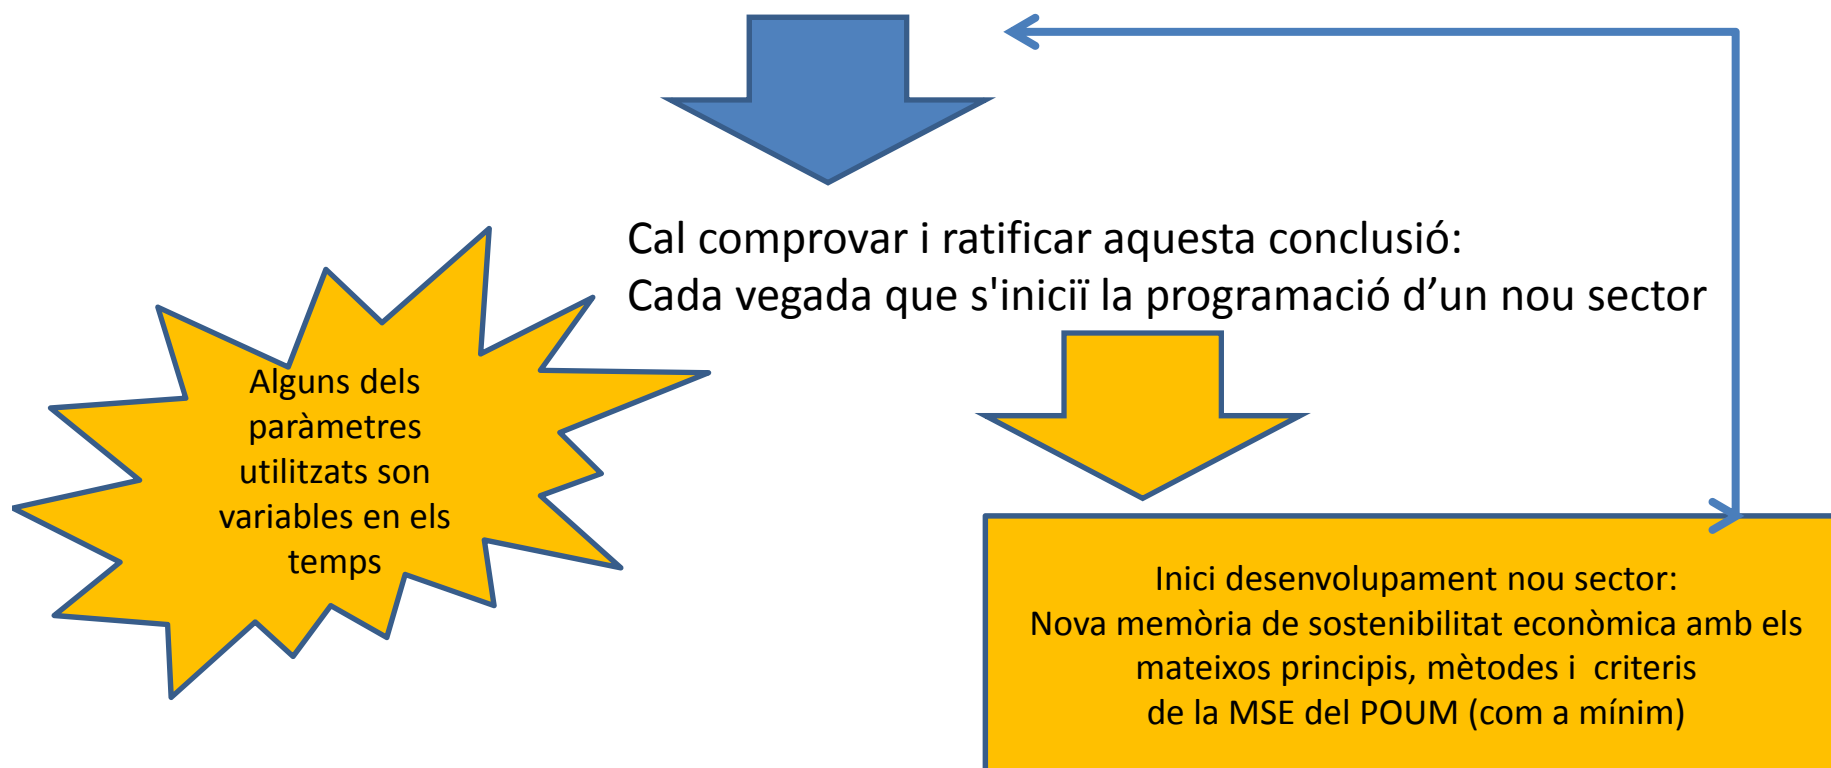 Cal comprovar i ratificar aquesta conclusió:
Cada vegada que s'iniciï la programació d’un nou sector
Alguns dels
paràmetres
utilitzats son
variables en els
temps
Inici desenvolupament nou sector:
Nova memòria de sostenibilitat econòmica amb els
mateixos principis, mètodes i  criteris
de la MSE del POUM (com a mínim)